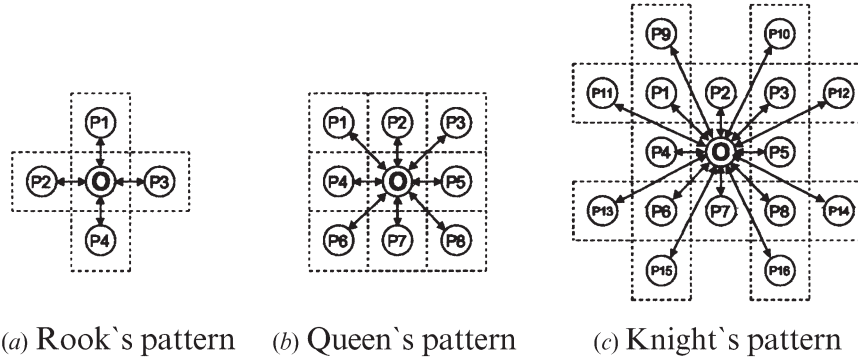 P9 P10
P11 P1 P2 P3 P12
P1
P1 P2 P3
P4 O P5
P2 O P3
P4 O P5
P13 P6 P7 P8 P14
P4
P6 P7 P8
P15 P16
(a) Rook`s pattern
(b) Queen`s pattern
(c) Knight`s pattern